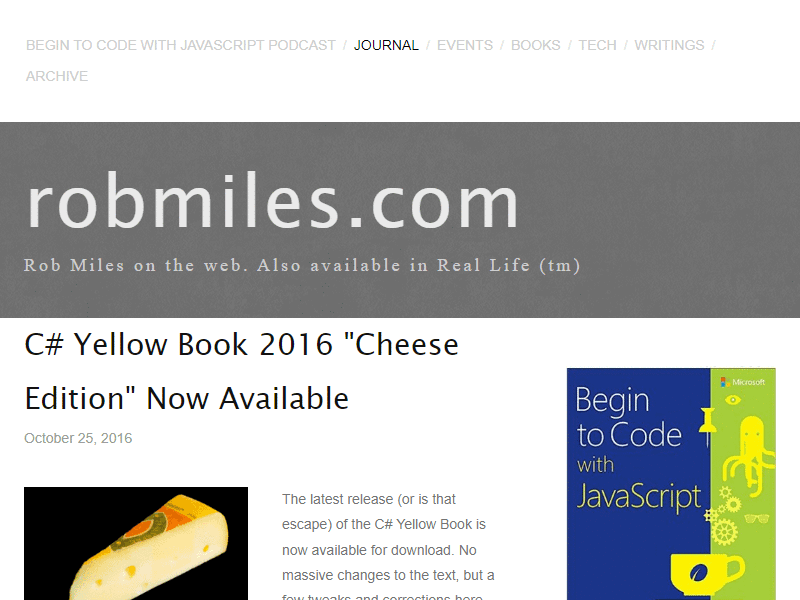 BEGIN TO CODE WITH JAVASCRIPT PODCAST / JOURNAL / EVENTS / BOOKS / TECH / WRITINGS /
ARCHIVE
robmiles.com
Rob Miles on the web. Also available in Real Life (tm)
C# Yellow Book 2016 "Cheese
Edition" Now Available
October 25, 2016
The latest release (or is that
escape) of the C# Yellow Book is
now available for download. No
massive changes to the text, but a
few tweaks and corrections here
Microsoft
Begin
to Code
with
JavaScript